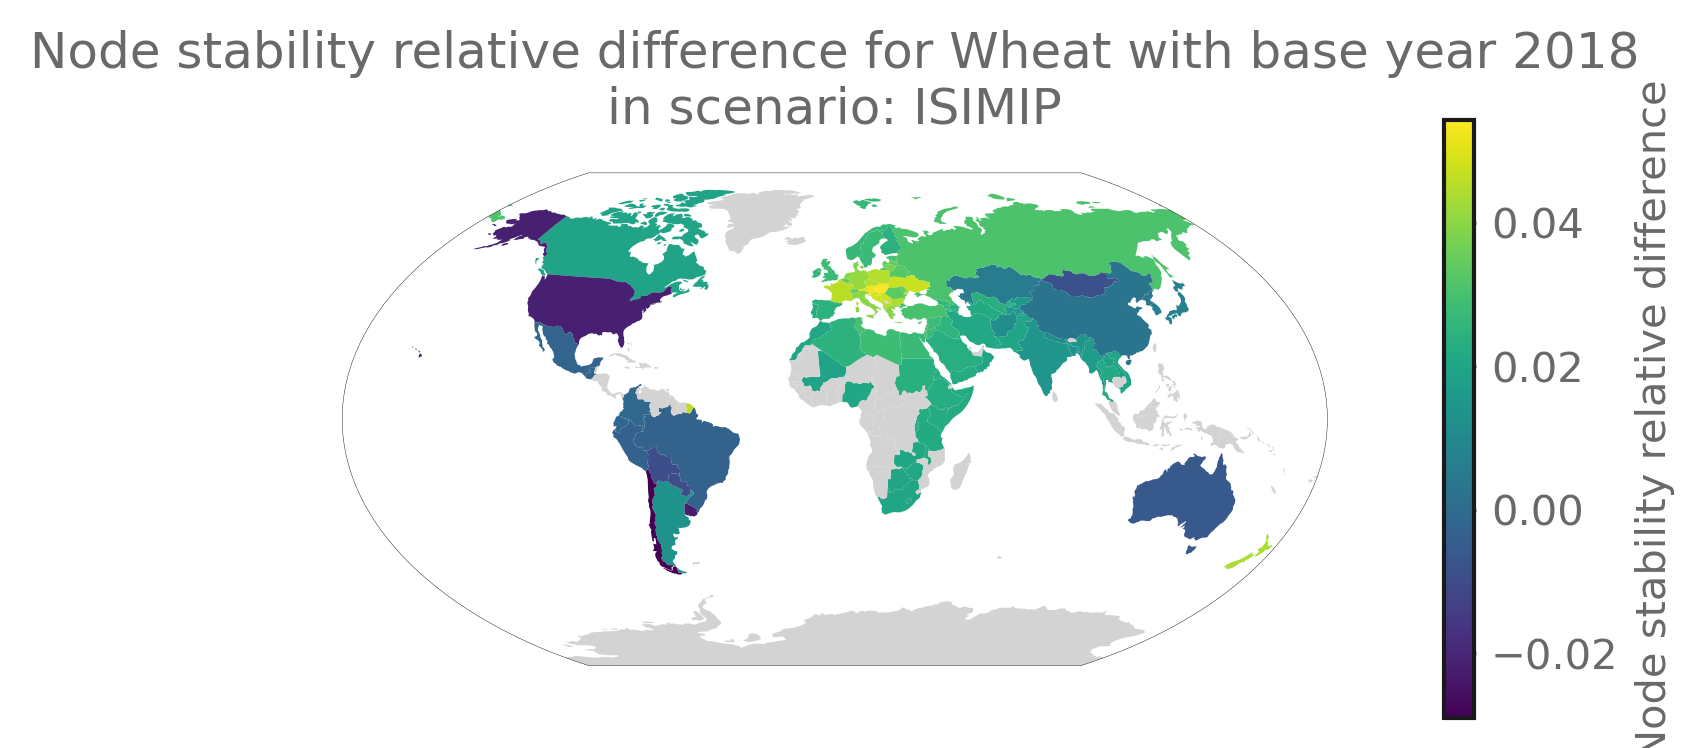 Node stability relative difference for Wheat with base year 2018
in scenario: ISIMIP
0.04
0.02
0.00
−0.02
Node stability relative difference